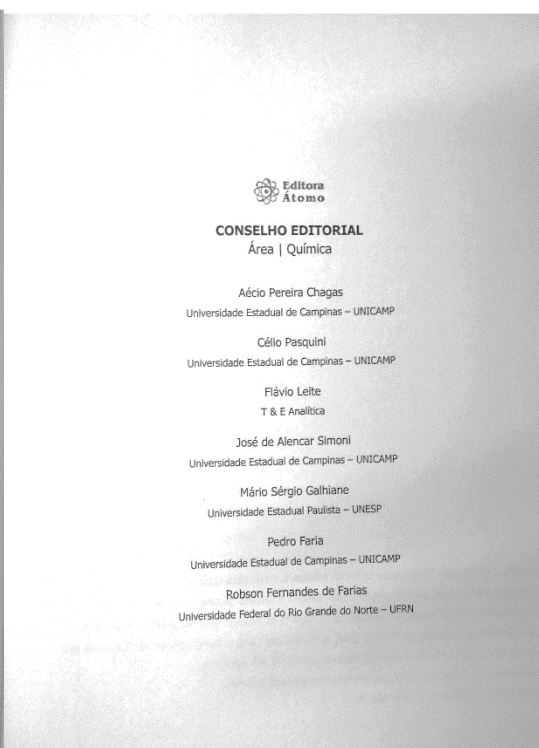 Editora
Átomo
CONSELHO EDITORIAL
Área | Química
Aécio Pereira Chagas
Universidade Estadual de Campinas – UNICAMP
Célio Pasquini
Universidade Estadual de Campinas – UNICAMP
Flávio Leite
T & E Analítica
José de Alencar Simoni
Universidade Estadual de Campinas – UNICAMP
Mário Sérgio Galhiane
Universidade Estadual Paulista – UNESP
Pedro Faria
Universidade Estadual de Campinas – UNICAMP
Robson Fernandes de Farias
Universidade Federal do Rio Grande do Norte – UFRN